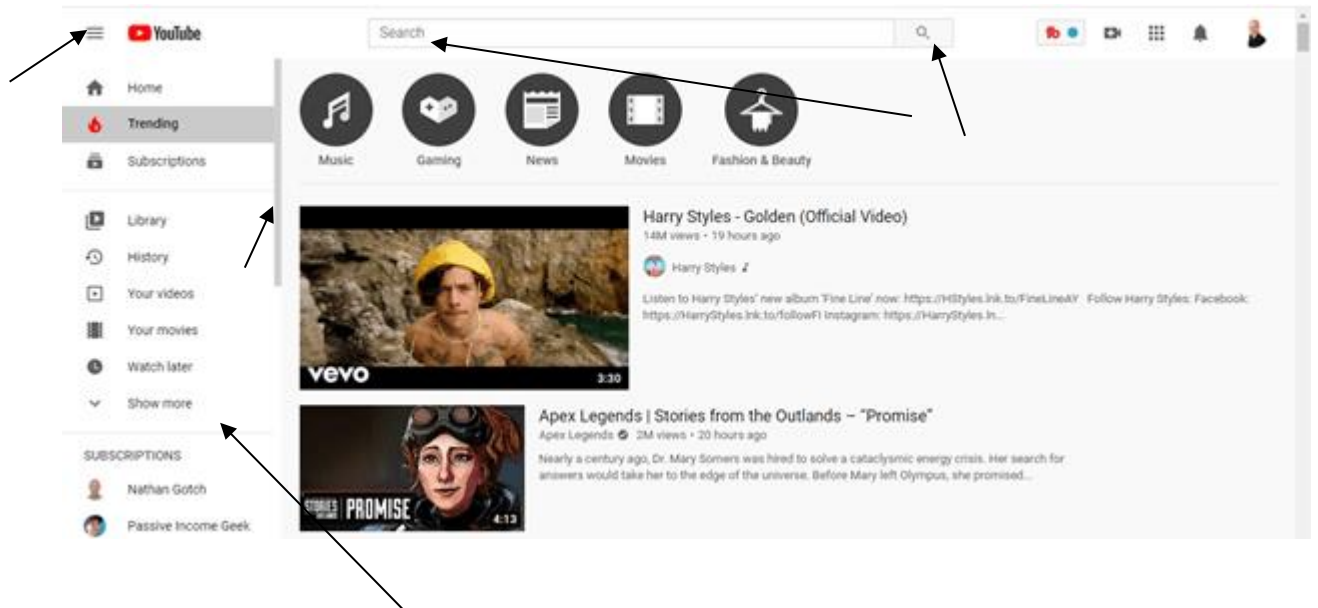 YouTube
Search
Home
Trending
Subscriptions
Library
History
Your videos
Your movies
Watch later
Show more
SUBSCRIPTIONS
Nathan Gotch
Passive Income Geek
Music
Gaming
News
Movies
Fashion & Beauty
vevo
3:30
Harry Styles - Golden (Official Video)
14M views • 19 hours ago
Harry Styles
Listen to Harry Styles' new album 'Fine Line' now: https://HStyles.lnk.to/FineLineAY Follow Harry Styles: Facebook:
https://HarryStyles.lnk.to/followFI Instagram: https://HarryStyles.ln...
STORIES
PROMISE
4:13
Apex Legends | Stories from the Outlands – “Promise”
Apex Legends 2M views • 20 hours ago
Nearly a century ago, Dr. Mary Somers was hired to solve a cataclysmic energy crisis. Her search for
answers would take her to the edge of the universe. Before Mary left Olympus, she promised...